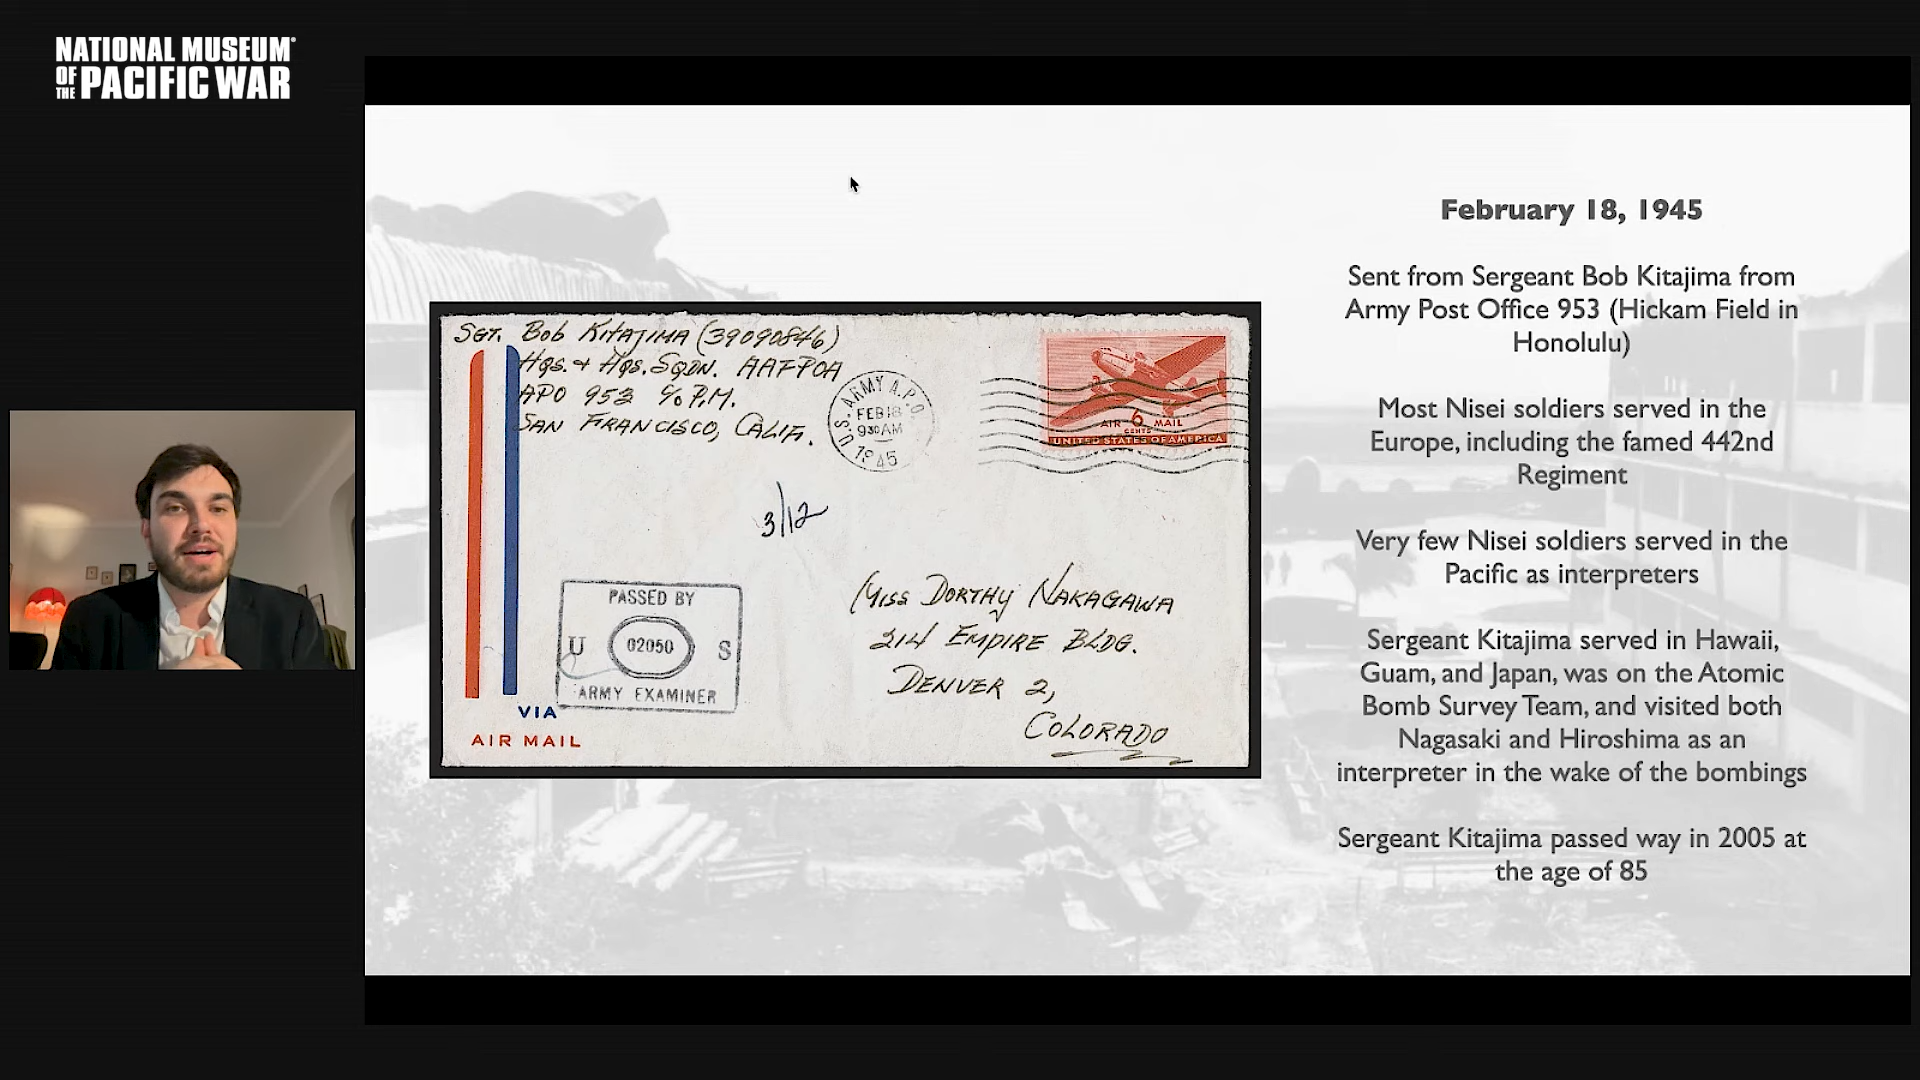 NATIONAL MUSEUM
OF THE PACIFIC WAR
SGT. BOB KITAJIMA (39090846)
HQS. + HQS. SQDN. AAFPOA
APO 953 % P.M.
SAN FRANCISCO, CALIF.
U.S. ARMY A.P.O.
FEB 18
930 AM
1945
AIR 6 MAIL
CENTS
UNITED STATES OF AMERICA
3/12
PASSED BY
U 02050 S
ARMY EXAMINER
MISS DORTHY NAKAGAWA
214 EMPIRE BLDG.
DENVER 2,
COLORADO
VIA
AIR MAIL
February 18, 1945
Sent from Sergeant Bob Kitajima from
Army Post Office 953 (Hickam Field in
Honolulu)
Most Nisei soldiers served in the
Europe, including the famed 442nd
Regiment
Very few Nisei soldiers served in the
Pacific as interpreters
Sergeant Kitajima served in Hawaii,
Guam, and Japan, was on the Atomic
Bomb Survey Team, and visited both
Nagasaki and Hiroshima as an
interpreter in the wake of the bombings
Sergeant Kitajima passed way in 2005 at
the age of 85